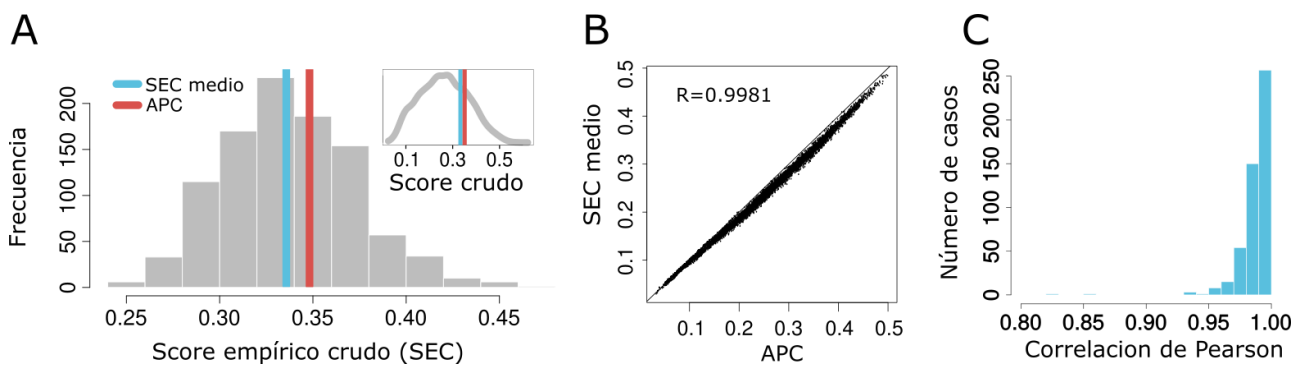 A
SEC medio
APC
Frecuencia
0
50
100
150
200
0.25
0.30
0.35
0.40
0.45
Score empírico crudo (SEC)
0.1
0.3
0.5
Score crudo
B
R=0.9981
SEC medio
0.1
0.2
0.3
0.4
0.5
0.1
0.2
0.3
0.4
0.5
APC
C
Número de casos
0
50
100
150
200
250
0.80
0.85
0.90
0.95
1.00
Correlacion de Pearson